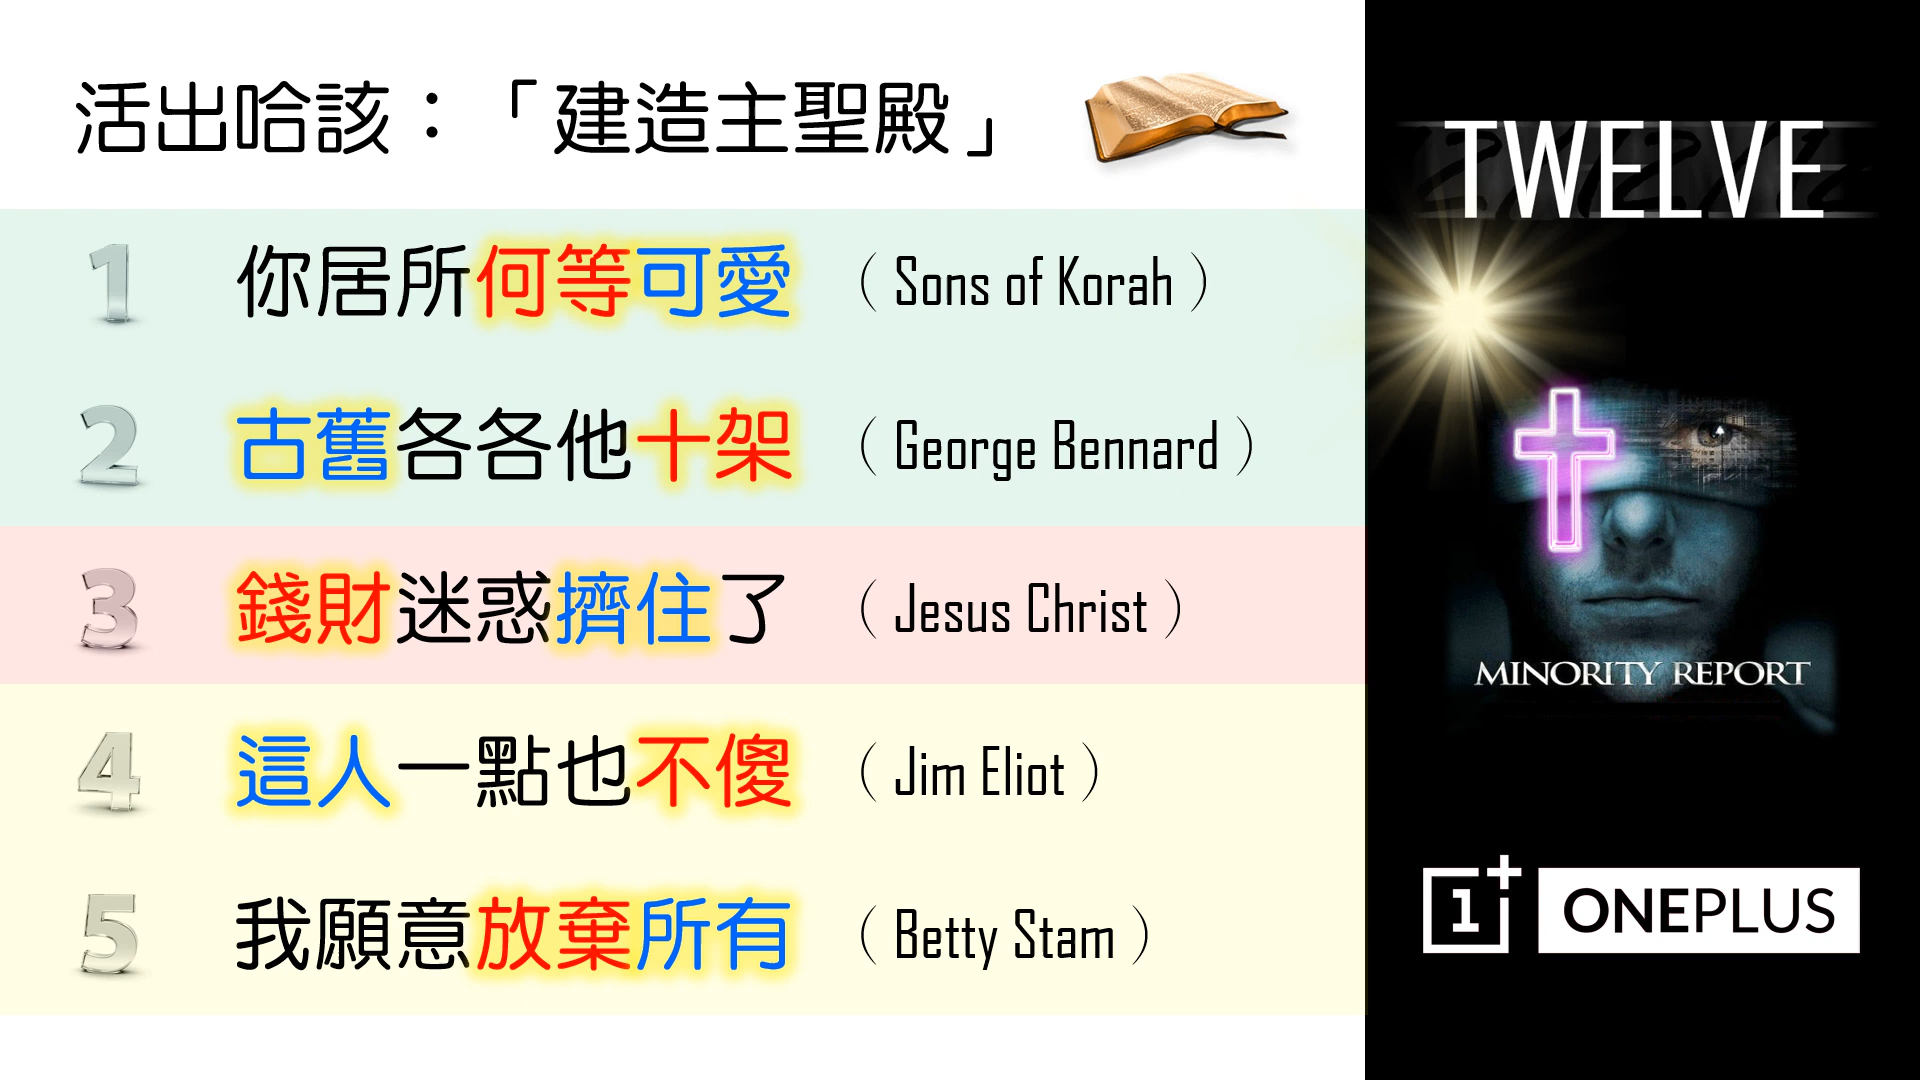 活出哈該：「建造主聖殿」
1 你居所何等可愛 （ Sons of Korah ）
2 古舊各各他十架 （ George Bennard ）
3 錢財迷惑擠住了 （ Jesus Christ ）
4 這人一點也不傻 （ Jim Eliot ）
5 我願意放棄所有 （ Betty Stam ）
TWELVE
MINORITY REPORT
1+ ONEPLUS